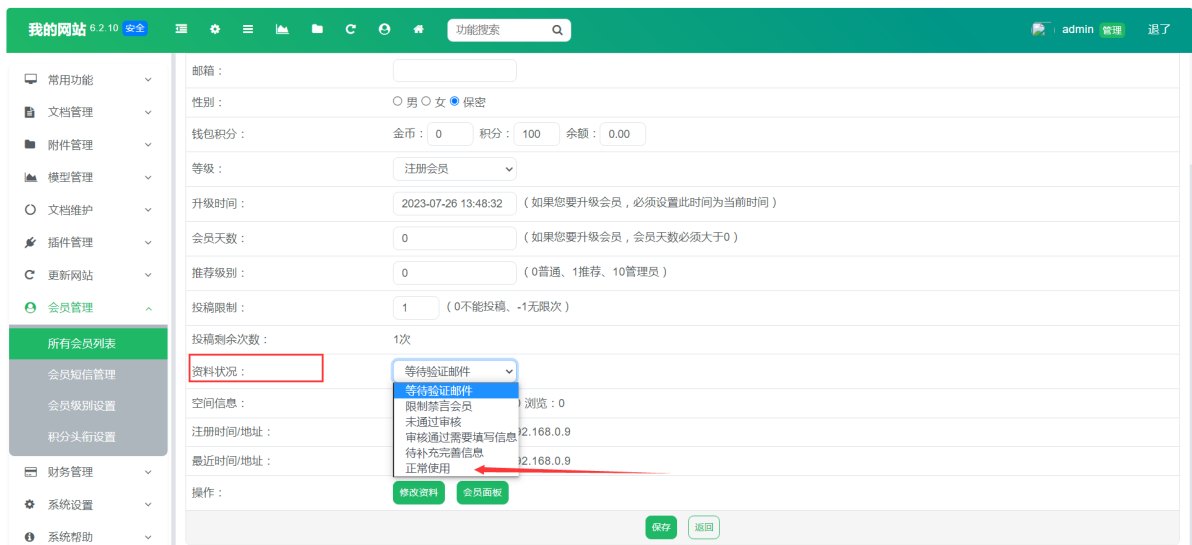 我的网站 6.2.10 安全 功能搜索 admin 管理 退了
常用功能
文档管理
附件管理
模型管理
文档维护
插件管理
更新网站
会员管理
所有会员列表
会员短信管理
会员级别设置
积分头衔设置
财务管理
系统设置
系统帮助
邮箱：
性别： 男 女 保密
钱包积分： 金币： 0 积分： 100 余额： 0.00
等级： 注册会员
升级时间： 2023-07-26 13:48:32 （如果您要升级会员，必须设置此时间为当前时间）
会员天数： 0 （如果您要升级会员，会员天数必须大于0）
推荐级别： 0 （0普通、1推荐、10管理员）
投稿限制： 1 （0不能投稿、-1无限次）
投稿剩余次数： 1次
资料状况： 等待验证邮件
等待验证邮件
限制禁言会员
未通过审核
审核通过需要填写信息
待补充完善信息
正常使用
空间信息： 浏览：0
注册时间/地址： 92.168.0.9
最近时间/地址： 92.168.0.9
操作： 修改资料 会员面板
保存 返回